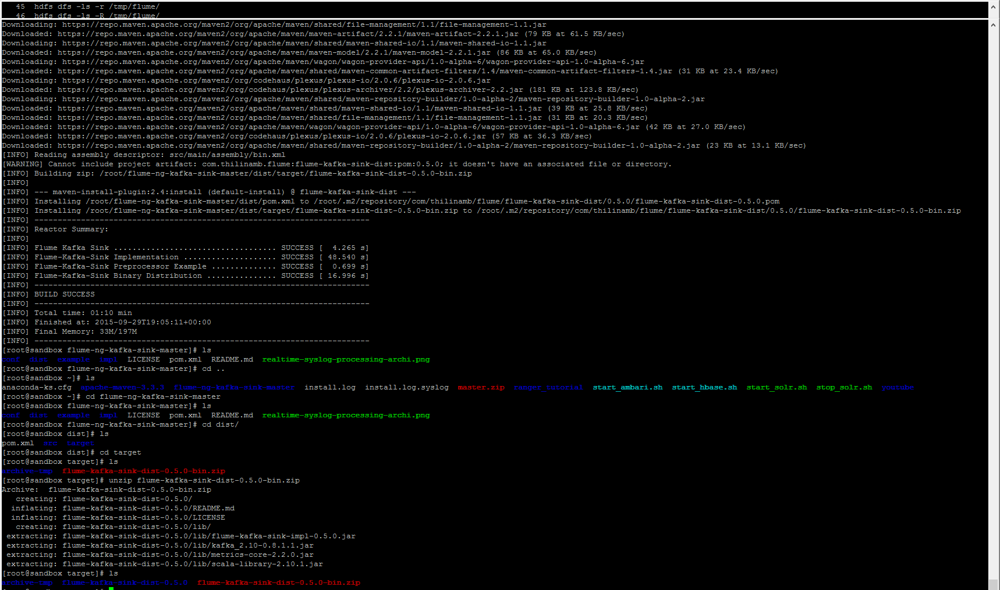 45  hdfs dfs -ls -r /tmp/flume/
46  hdfs dfs -ls -R /tmp/flume/
Downloading: https://repo.maven.apache.org/maven2/org/apache/maven/shared/file-management/1.1/file-management-1.1.jar
Downloaded: https://repo.maven.apache.org/maven2/org/apache/maven/maven-artifact/2.2.1/maven-artifact-2.2.1.jar (79 KB at 61.5 KB/sec)
Downloading: https://repo.maven.apache.org/maven2/org/apache/maven/shared/maven-shared-io/1.1/maven-shared-io-1.1.jar
Downloaded: https://repo.maven.apache.org/maven2/org/apache/maven/maven-model/2.2.1/maven-model-2.2.1.jar (86 KB at 65.0 KB/sec)
Downloading: https://repo.maven.apache.org/maven2/org/apache/maven/wagon/wagon-provider-api/1.0-alpha-6/wagon-provider-api-1.0-alpha-6.jar
Downloaded: https://repo.maven.apache.org/maven2/org/apache/maven/shared/maven-common-artifact-filters/1.4/maven-common-artifact-filters-1.4.jar (31 KB at 23.4 KB/sec)
Downloading: https://repo.maven.apache.org/maven2/org/codehaus/plexus/plexus-io/2.0.6/plexus-io-2.0.6.jar
Downloaded: https://repo.maven.apache.org/maven2/org/codehaus/plexus/plexus-archiver/2.2/plexus-archiver-2.2.jar (181 KB at 123.8 KB/sec)
Downloading: https://repo.maven.apache.org/maven2/org/apache/maven/shared/maven-repository-builder/1.0-alpha-2/maven-repository-builder-1.0-alpha-2.jar
Downloaded: https://repo.maven.apache.org/maven2/org/apache/maven/shared/maven-shared-io/1.1/maven-shared-io-1.1.jar (39 KB at 25.8 KB/sec)
Downloaded: https://repo.maven.apache.org/maven2/org/apache/maven/shared/file-management/1.1/file-management-1.1.jar (31 KB at 20.3 KB/sec)
Downloaded: https://repo.maven.apache.org/maven2/org/apache/maven/wagon/wagon-provider-api/1.0-alpha-6/wagon-provider-api-1.0-alpha-6.jar (42 KB at 27.0 KB/sec)
Downloaded: https://repo.maven.apache.org/maven2/org/codehaus/plexus/plexus-io/2.0.6/plexus-io-2.0.6.jar (57 KB at 36.3 KB/sec)
Downloaded: https://repo.maven.apache.org/maven2/org/apache/maven/shared/maven-repository-builder/1.0-alpha-2/maven-repository-builder-1.0-alpha-2.jar (23 KB at 13.1 KB/sec)
[INFO] Reading assembly descriptor: src/main/assembly/bin.xml
[WARNING] Cannot include project artifact: com.thilinamb.flume:flume-kafka-sink-dist:pom:0.5.0; it doesn't have an associated file or directory.
[INFO] Building zip: /root/flume-ng-kafka-sink-master/dist/target/flume-kafka-sink-dist-0.5.0-bin.zip
[INFO]
[INFO] --- maven-install-plugin:2.4:install (default-install) @ flume-kafka-sink-dist ---
[INFO] Installing /root/flume-ng-kafka-sink-master/dist/pom.xml to /root/.m2/repository/com/thilinamb/flume/flume-kafka-sink-dist/0.5.0/flume-kafka-sink-dist-0.5.0.pom
[INFO] Installing /root/flume-ng-kafka-sink-master/dist/target/flume-kafka-sink-dist-0.5.0-bin.zip to /root/.m2/repository/com/thilinamb/flume/flume-kafka-sink-dist/0.5.0/flume-kafka-sink-dist-0.5.0-bin.zip
[INFO] ------------------------------------------------------------------------
[INFO] Reactor Summary:
[INFO]
[INFO] Flume Kafka Sink ................................... SUCCESS [  4.265 s]
[INFO] Flume-Kafka-Sink Implementation .................... SUCCESS [ 48.540 s]
[INFO] Flume-Kafka-Sink Preprocessor Example .............. SUCCESS [  0.699 s]
[INFO] Flume-Kafka-Sink Binary Distribution ............... SUCCESS [ 16.996 s]
[INFO] ------------------------------------------------------------------------
[INFO] BUILD SUCCESS
[INFO] ------------------------------------------------------------------------
[INFO] Total time: 01:10 min
[INFO] Finished at: 2015-09-29T19:05:11+00:00
[INFO] Final Memory: 33M/197M
[INFO] ------------------------------------------------------------------------
[root@sandbox flume-ng-kafka-sink-master]# ls
conf  dist  example  impl  LICENSE  pom.xml  README.md  realtime-syslog-processing-archi.png
[root@sandbox flume-ng-kafka-sink-master]# cd ..
[root@sandbox ~]# ls
anaconda-ks.cfg  apache-maven-3.3.3  flume-ng-kafka-sink-master  install.log  install.log.syslog  master.zip  ranger_tutorial  start_ambari.sh  start_hbase.sh  start_solr.sh  stop_solr.sh  youtube
[root@sandbox ~]# cd flume-ng-kafka-sink-master
[root@sandbox flume-ng-kafka-sink-master]# ls
conf  dist  example  impl  LICENSE  pom.xml  README.md  realtime-syslog-processing-archi.png
[root@sandbox flume-ng-kafka-sink-master]# cd dist/
[root@sandbox dist]# ls
pom.xml  src  target
[root@sandbox dist]# cd target
[root@sandbox target]# ls
archive-tmp  flume-kafka-sink-dist-0.5.0-bin.zip
[root@sandbox target]# unzip flume-kafka-sink-dist-0.5.0-bin.zip
Archive:  flume-kafka-sink-dist-0.5.0-bin.zip
creating: flume-kafka-sink-dist-0.5.0/
inflating: flume-kafka-sink-dist-0.5.0/README.md
inflating: flume-kafka-sink-dist-0.5.0/LICENSE
creating: flume-kafka-sink-dist-0.5.0/lib/
extracting: flume-kafka-sink-dist-0.5.0/lib/flume-kafka-sink-impl-0.5.0.jar
extracting: flume-kafka-sink-dist-0.5.0/lib/kafka_2.10-0.8.1.1.jar
extracting: flume-kafka-sink-dist-0.5.0/lib/metrics-core-2.2.0.jar
extracting: flume-kafka-sink-dist-0.5.0/lib/scala-library-2.10.1.jar
[root@sandbox target]# ls
archive-tmp  flume-kafka-sink-dist-0.5.0  flume-kafka-sink-dist-0.5.0-bin.zip